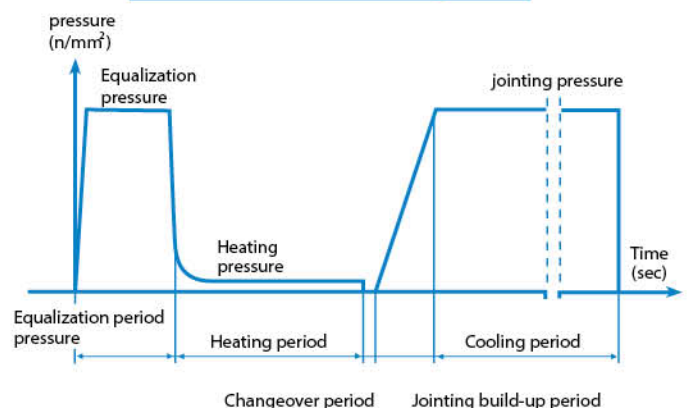 pressure
(n/mm²)
Equalization
pressure
jointing pressure
Heating
pressure
Time
(sec)
Equalization period
pressure
Heating period
Cooling period
Changeover period
Jointing build-up period